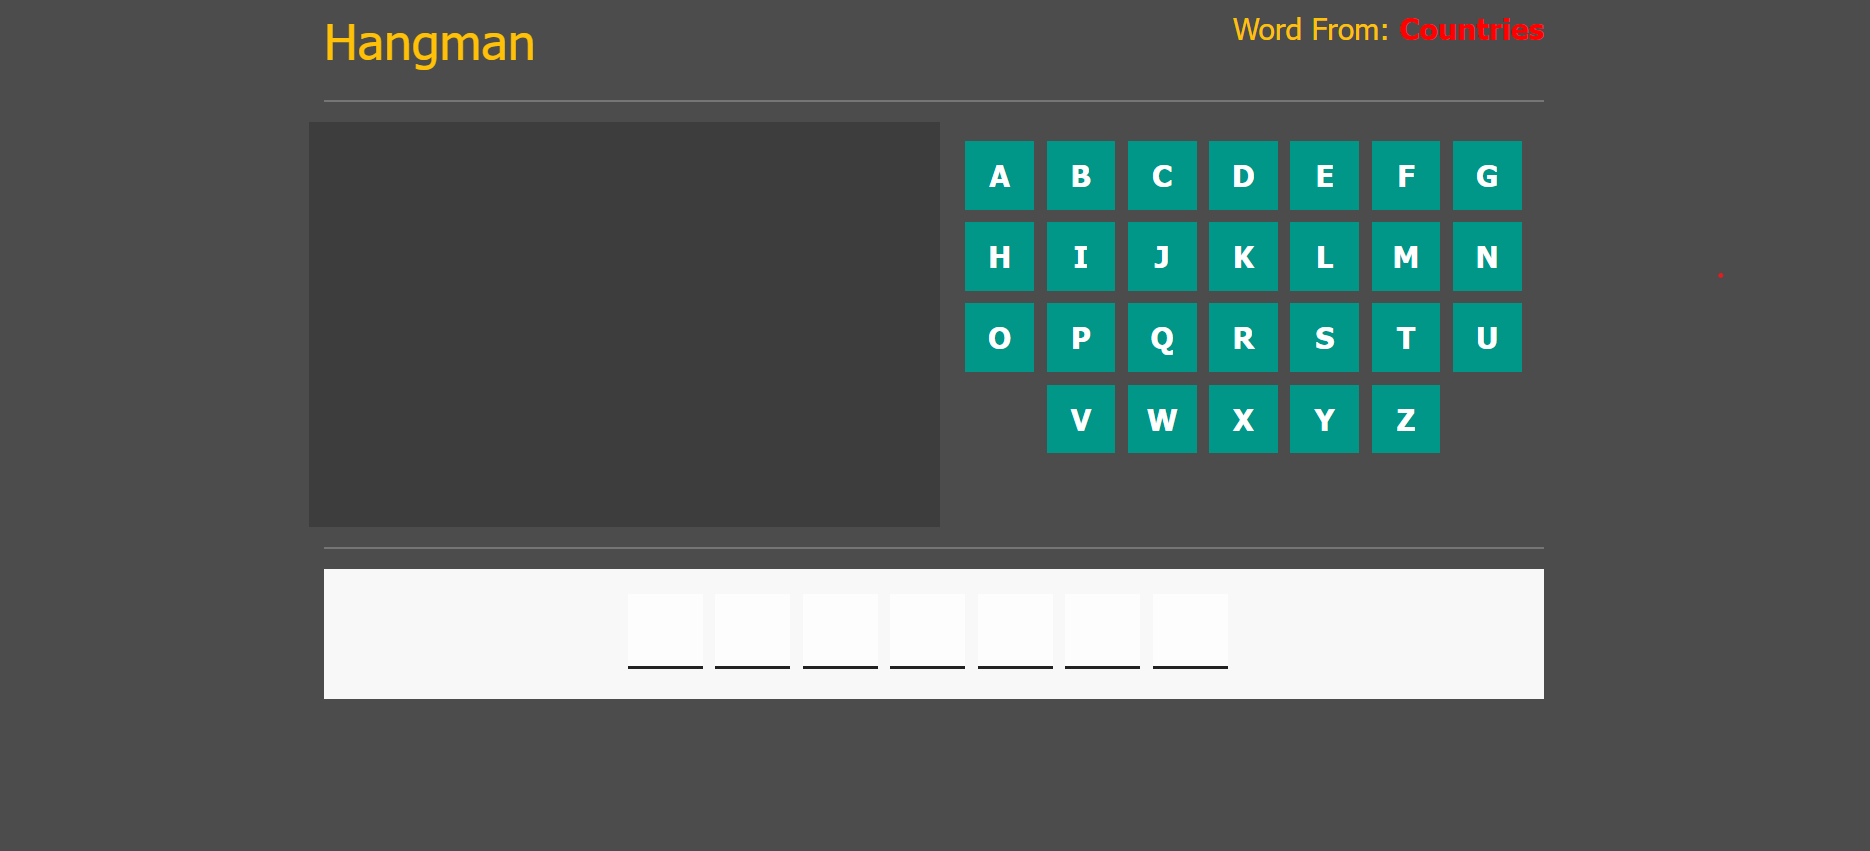 Hangman
Word From: Countries
A B C D E F G
H I J K L M N
O P Q R S T U
V W X Y Z